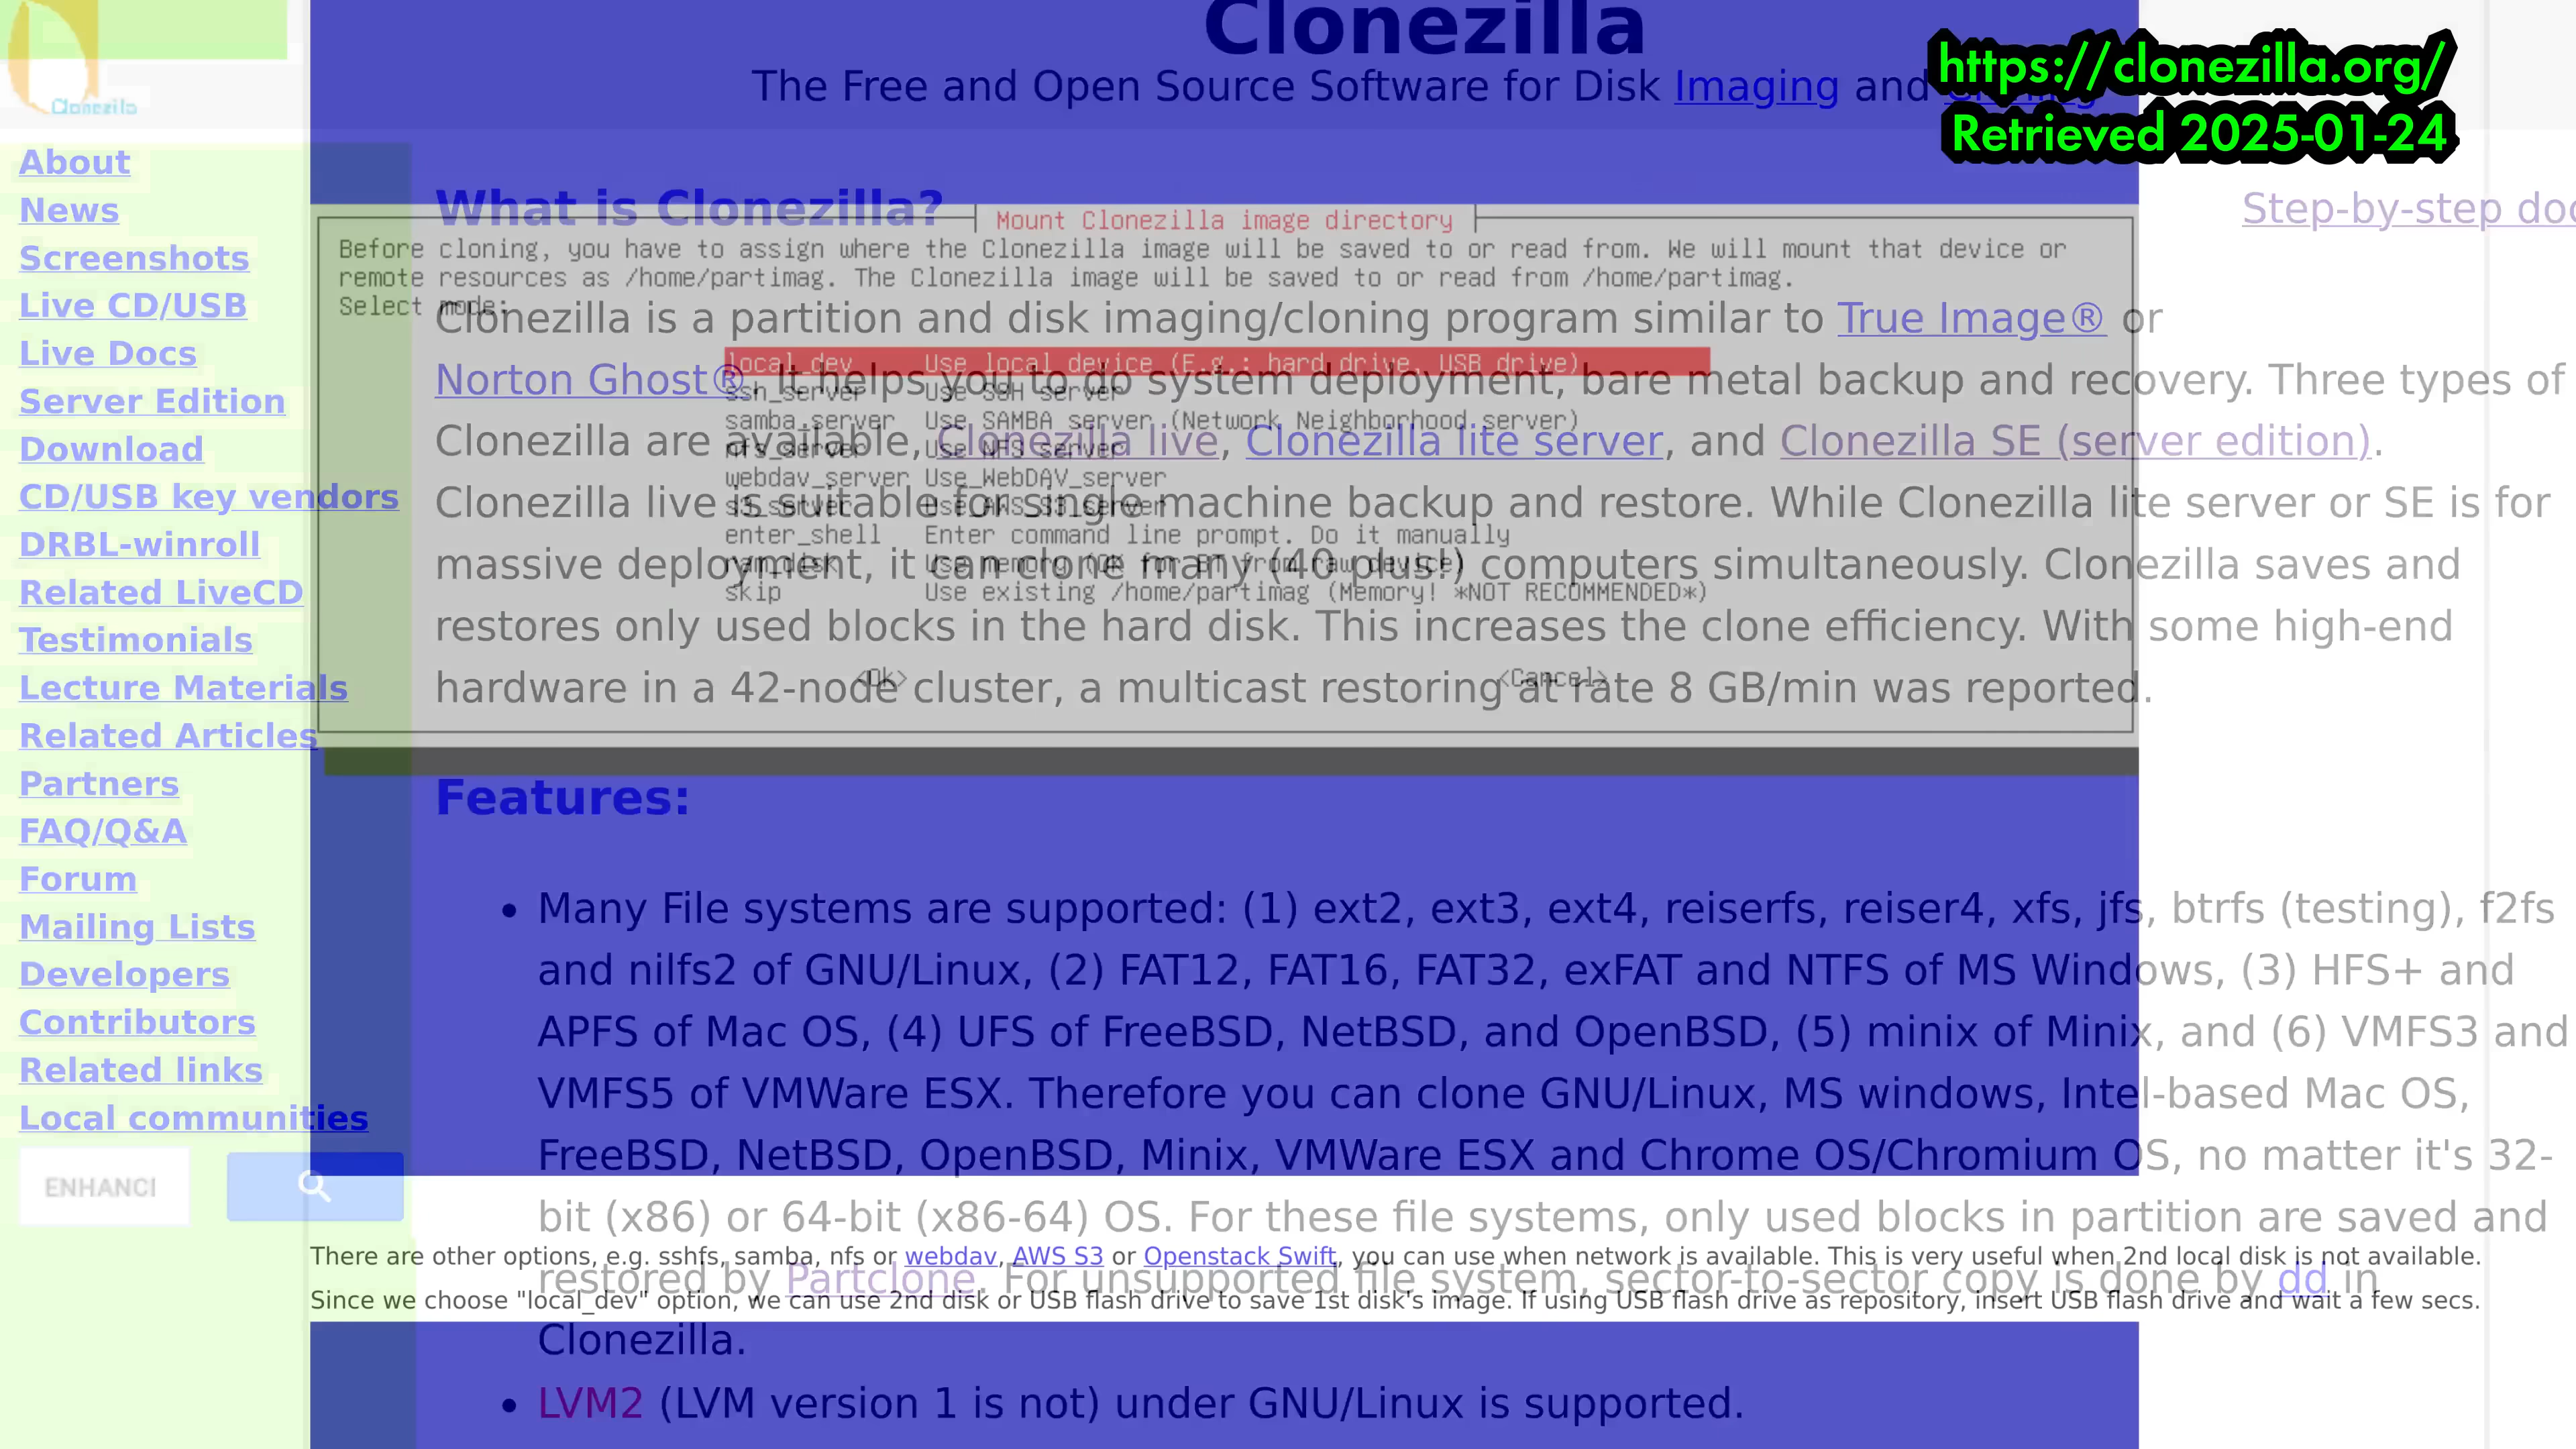 Clonezilla
The Free and Open Source Software for Disk Imaging and
https://clonezilla.org/
Retrieved 2025-01-24
Clonezilla
About
News
Screenshots
Live CD/USB
Live Docs
Server Edition
Download
CD/USB key vendors
DRBL-winroll
Related LiveCD
Testimonials
Lecture Materials
Related Articles
Partners
FAQ/Q&A
Forum
Mailing Lists
Developers
Contributors
Related links
Local communities
ENHANCI
What is Clonezilla?
Step-by-step doc
Clonezilla is a partition and disk imaging/cloning program similar to True Image® or
Norton Ghost®. It helps you to do system deployment, bare metal backup and recovery. Three types of
Clonezilla are available, Clonezilla live, Clonezilla lite server, and Clonezilla SE (server edition).
Clonezilla live is suitable for single machine backup and restore. While Clonezilla lite server or SE is for
massive deployment, it can clone many (40 plus!) computers simultaneously. Clonezilla saves and
restores only used blocks in the hard disk. This increases the clone efficiency. With some high-end
hardware in a 42-node cluster, a multicast restoring at rate 8 GB/min was reported.
Mount Clonezilla image directory
Before cloning, you have to assign where the Clonezilla image will be saved to or read from. We will mount that device or
remote resources as /home/partimag. The Clonezilla image will be saved to or read from /home/partimag.
Select mode:
local_dev Use local device (E.g.: hard drive, USB drive)
ssh_server Use SSH server
samba_server Use SAMBA server (Network Neighborhood server)
nfs_server Use NFS server
webdav_server Use_WebDAV_server
s3_server Use AWS_S3_server
enter_shell Enter command line prompt. Do it manually
ram_disk Use memory (OK for BT from raw device)
skip Use existing /home/partimag (Memory! *NOT RECOMMENDED*)
<Ok> <Cancel>
Features:
• Many File systems are supported: (1) ext2, ext3, ext4, reiserfs, reiser4, xfs, jfs, btrfs (testing), f2fs
and nilfs2 of GNU/Linux, (2) FAT12, FAT16, FAT32, exFAT and NTFS of MS Windows, (3) HFS+ and
APFS of Mac OS, (4) UFS of FreeBSD, NetBSD, and OpenBSD, (5) minix of Minix, and (6) VMFS3 and
VMFS5 of VMWare ESX. Therefore you can clone GNU/Linux, MS windows, Intel-based Mac OS,
FreeBSD, NetBSD, OpenBSD, Minix, VMWare ESX and Chrome OS/Chromium OS, no matter it's 32-
bit (x86) or 64-bit (x86-64) OS. For these file systems, only used blocks in partition are saved and
restored by Partclone. For unsupported file system, sector-to-sector copy is done by dd in
Clonezilla.
• LVM2 (LVM version 1 is not) under GNU/Linux is supported.
There are other options, e.g. sshfs, samba, nfs or webdav, AWS S3 or Openstack Swift, you can use when network is available. This is very useful when 2nd local disk is not available.
Since we choose "local_dev" option, we can use 2nd disk or USB flash drive to save 1st disk's image. If using USB flash drive as repository, insert USB flash drive and wait a few secs.